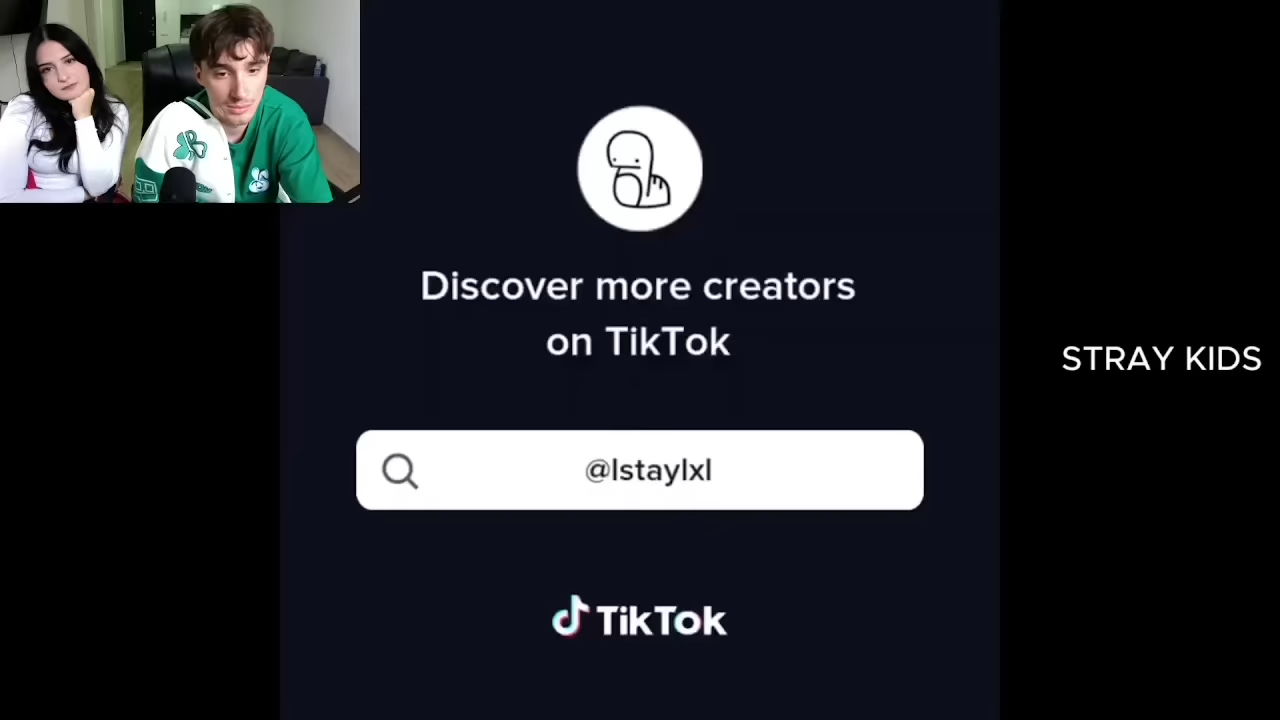 Discover more creators
on TikTok
@lstaylxl
TikTok
STRAY KIDS